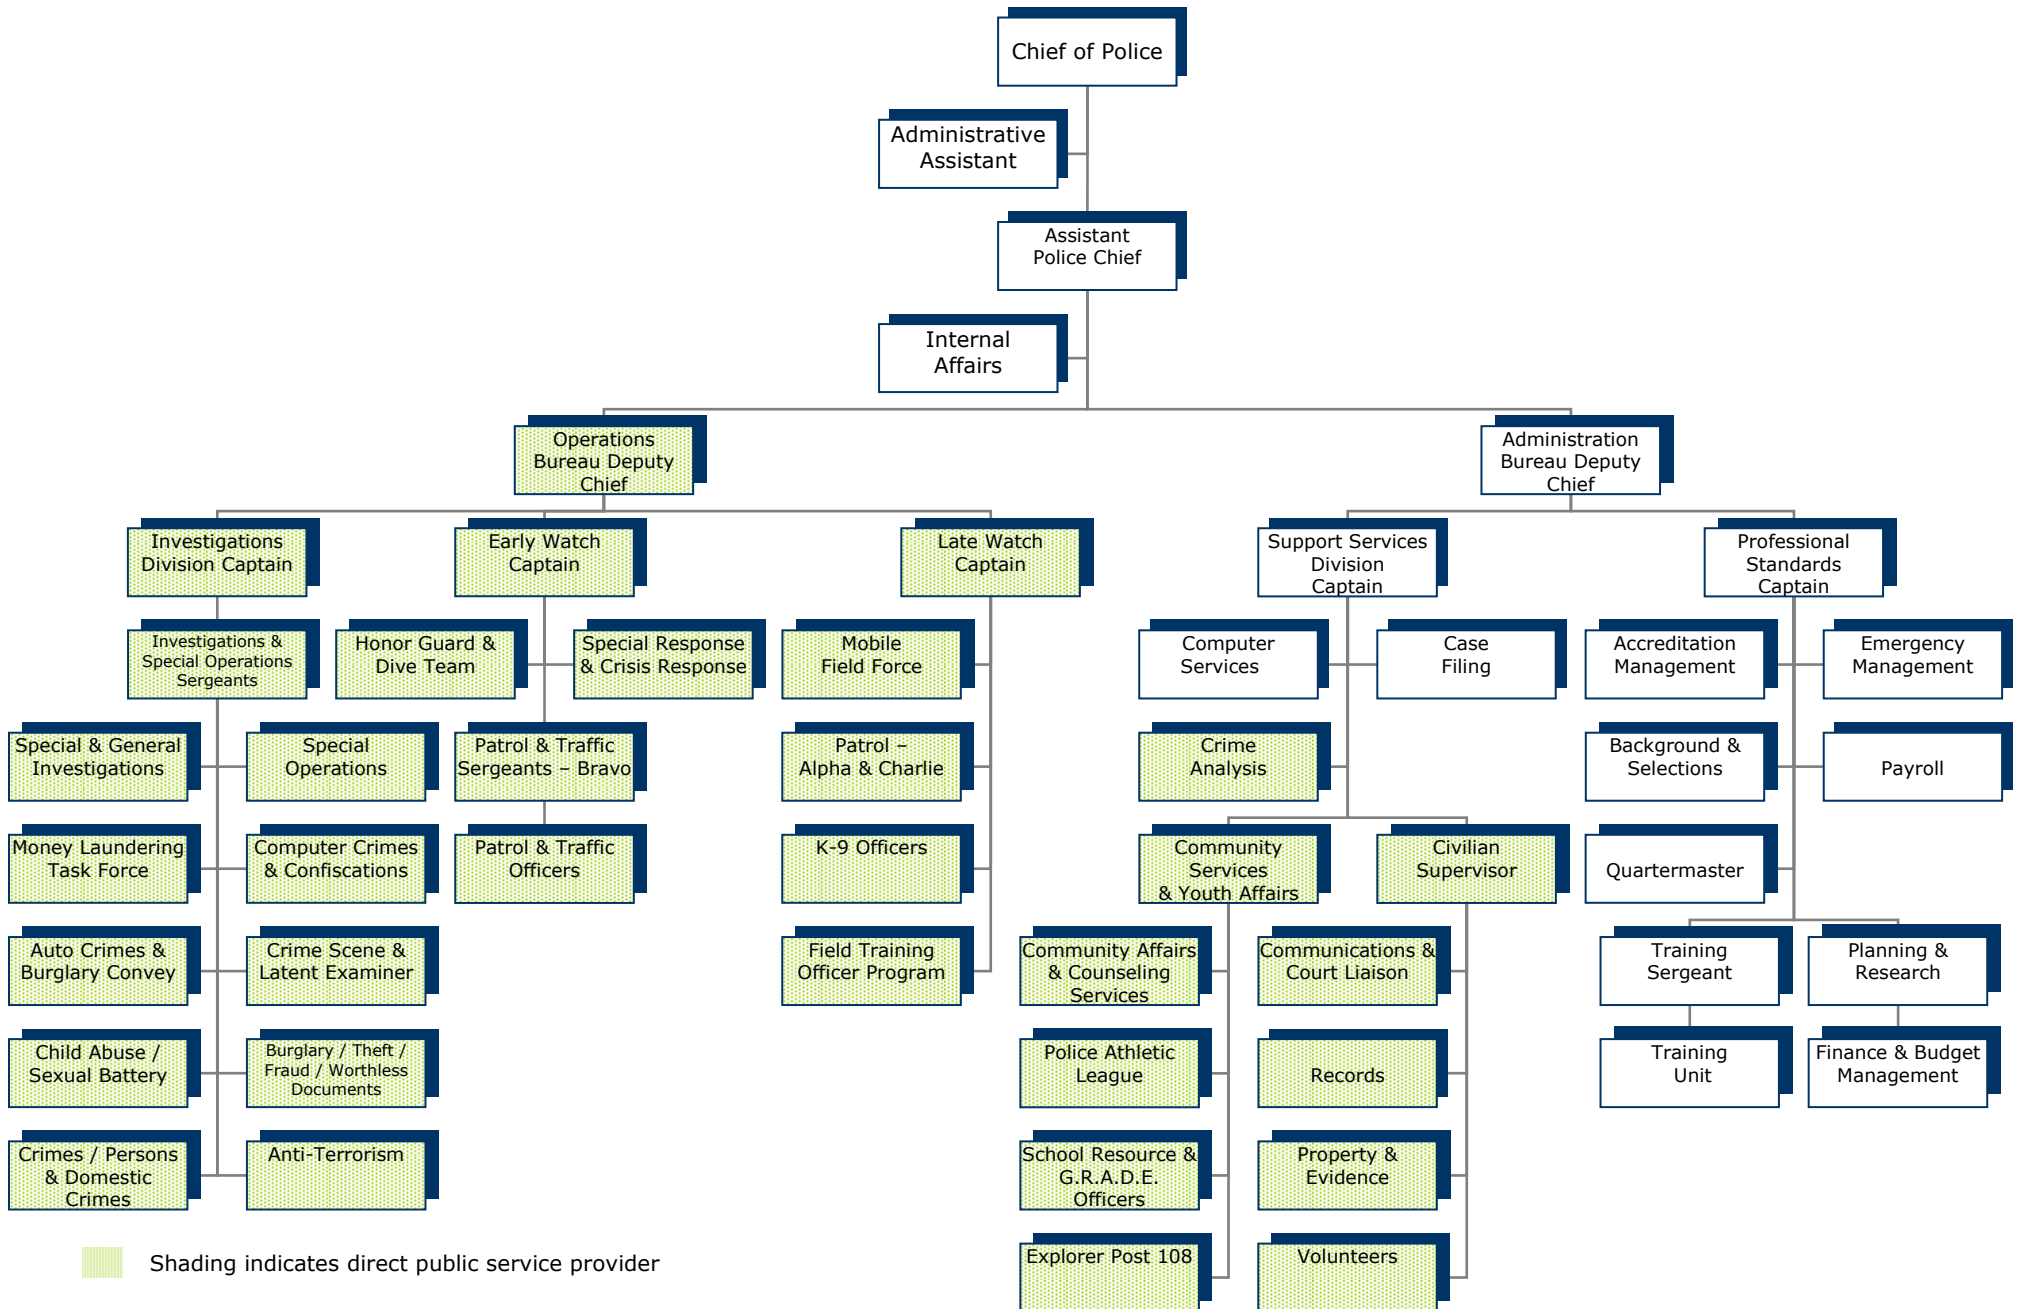 Chief of Police
Administrative
Assistant
Assistant
Police Chief
Internal
Affairs
Operations
Bureau Deputy
Chief
Administration
Bureau Deputy
Chief
Investigations
Division Captain
Early Watch
Captain
Late Watch
Captain
Support Services
Division
Captain
Professional
Standards
Captain
Investigations &
Special Operations
Sergeants
Honor Guard &
Dive Team
Special Response
& Crisis Response
Mobile
Field Force
Computer
Services
Case
Filing
Accreditation
Management
Emergency
Management
Special & General
Investigations
Special
Operations
Patrol & Traffic
Sergeants – Bravo
Patrol –
Alpha & Charlie
Crime
Analysis
Background &
Selections
Payroll
Money Laundering
Task Force
Computer Crimes
& Confiscations
Patrol & Traffic
Officers
K-9 Officers
Community
Services
& Youth Affairs
Civilian
Supervisor
Quartermaster
Auto Crimes &
Burglary Convey
Crime Scene &
Latent Examiner
Field Training
Officer Program
Community Affairs
& Counseling
Services
Communications &
Court Liaison
Training
Sergeant
Planning &
Research
Child Abuse /
Sexual Battery
Burglary / Theft /
Fraud / Worthless
Documents
Police Athletic
League
Records
Training
Unit
Finance & Budget
Management
Crimes / Persons
& Domestic
Crimes
Anti-Terrorism
School Resource &
G.R.A.D.E.
Officers
Property &
Evidence
Explorer Post 108
Volunteers
Shading indicates direct public service provider